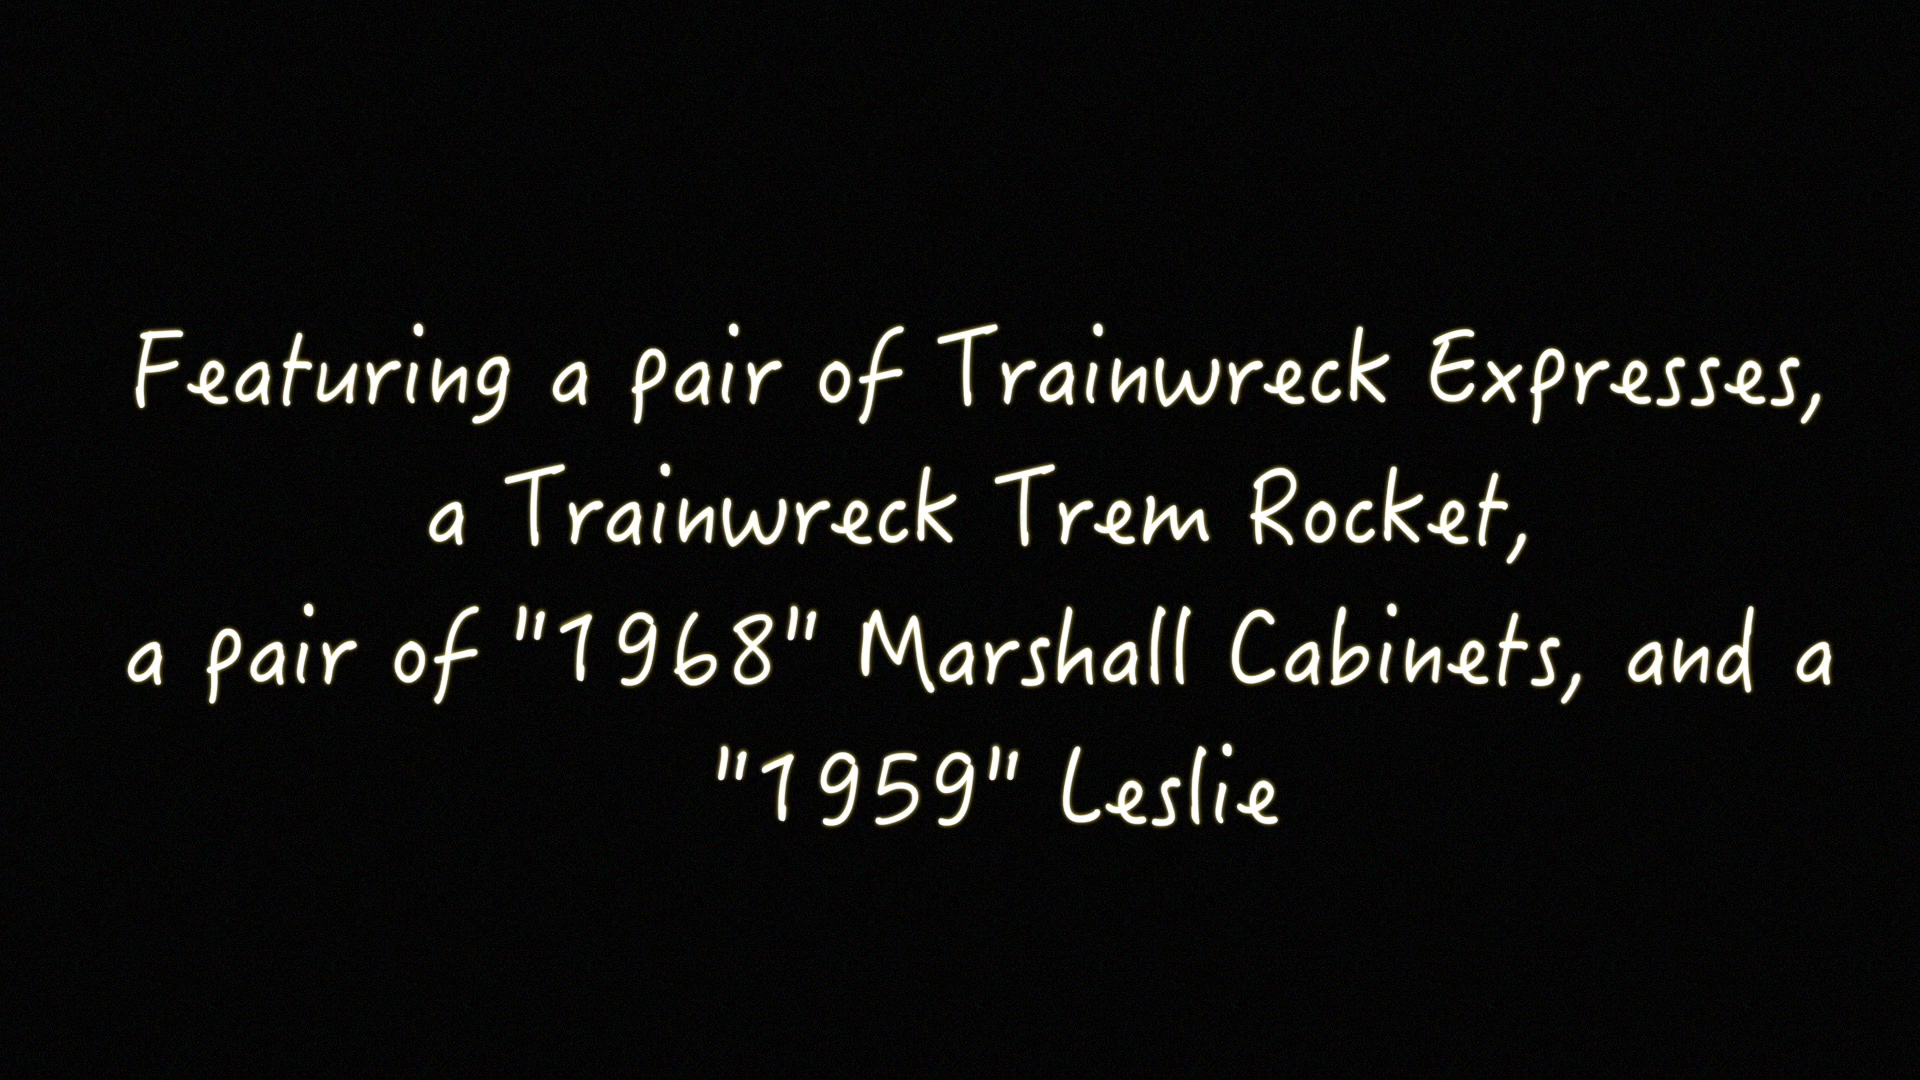 Featuring a pair of Trainwreck Expresses,
a Trainwreck Trem Rocket,
a pair of "1968" Marshall Cabinets, and a
"1959" Leslie